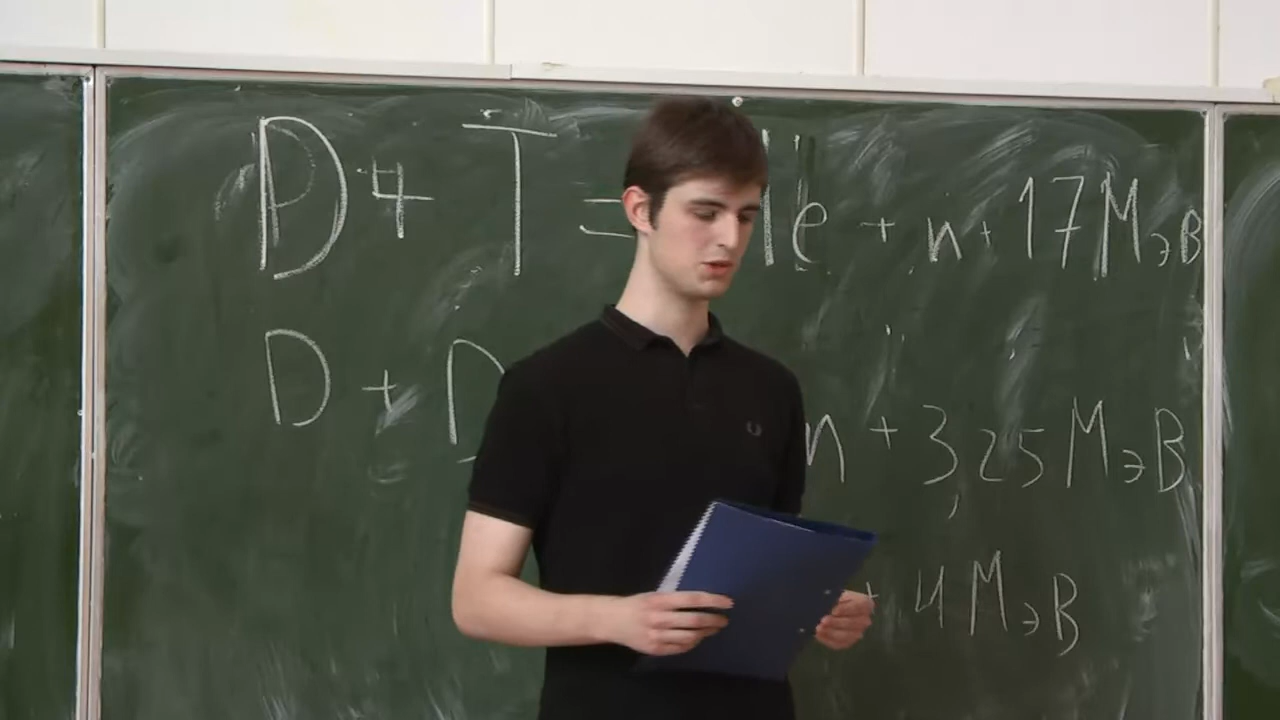 D + T = He + n + 17 МэВ
D + D n + 3,25 МэВ
+ 4 МэВ